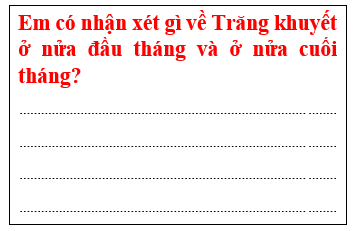 Em có nhận xét gì về Trăng khuyết
ở nửa đầu tháng và ở nửa cuối
tháng?